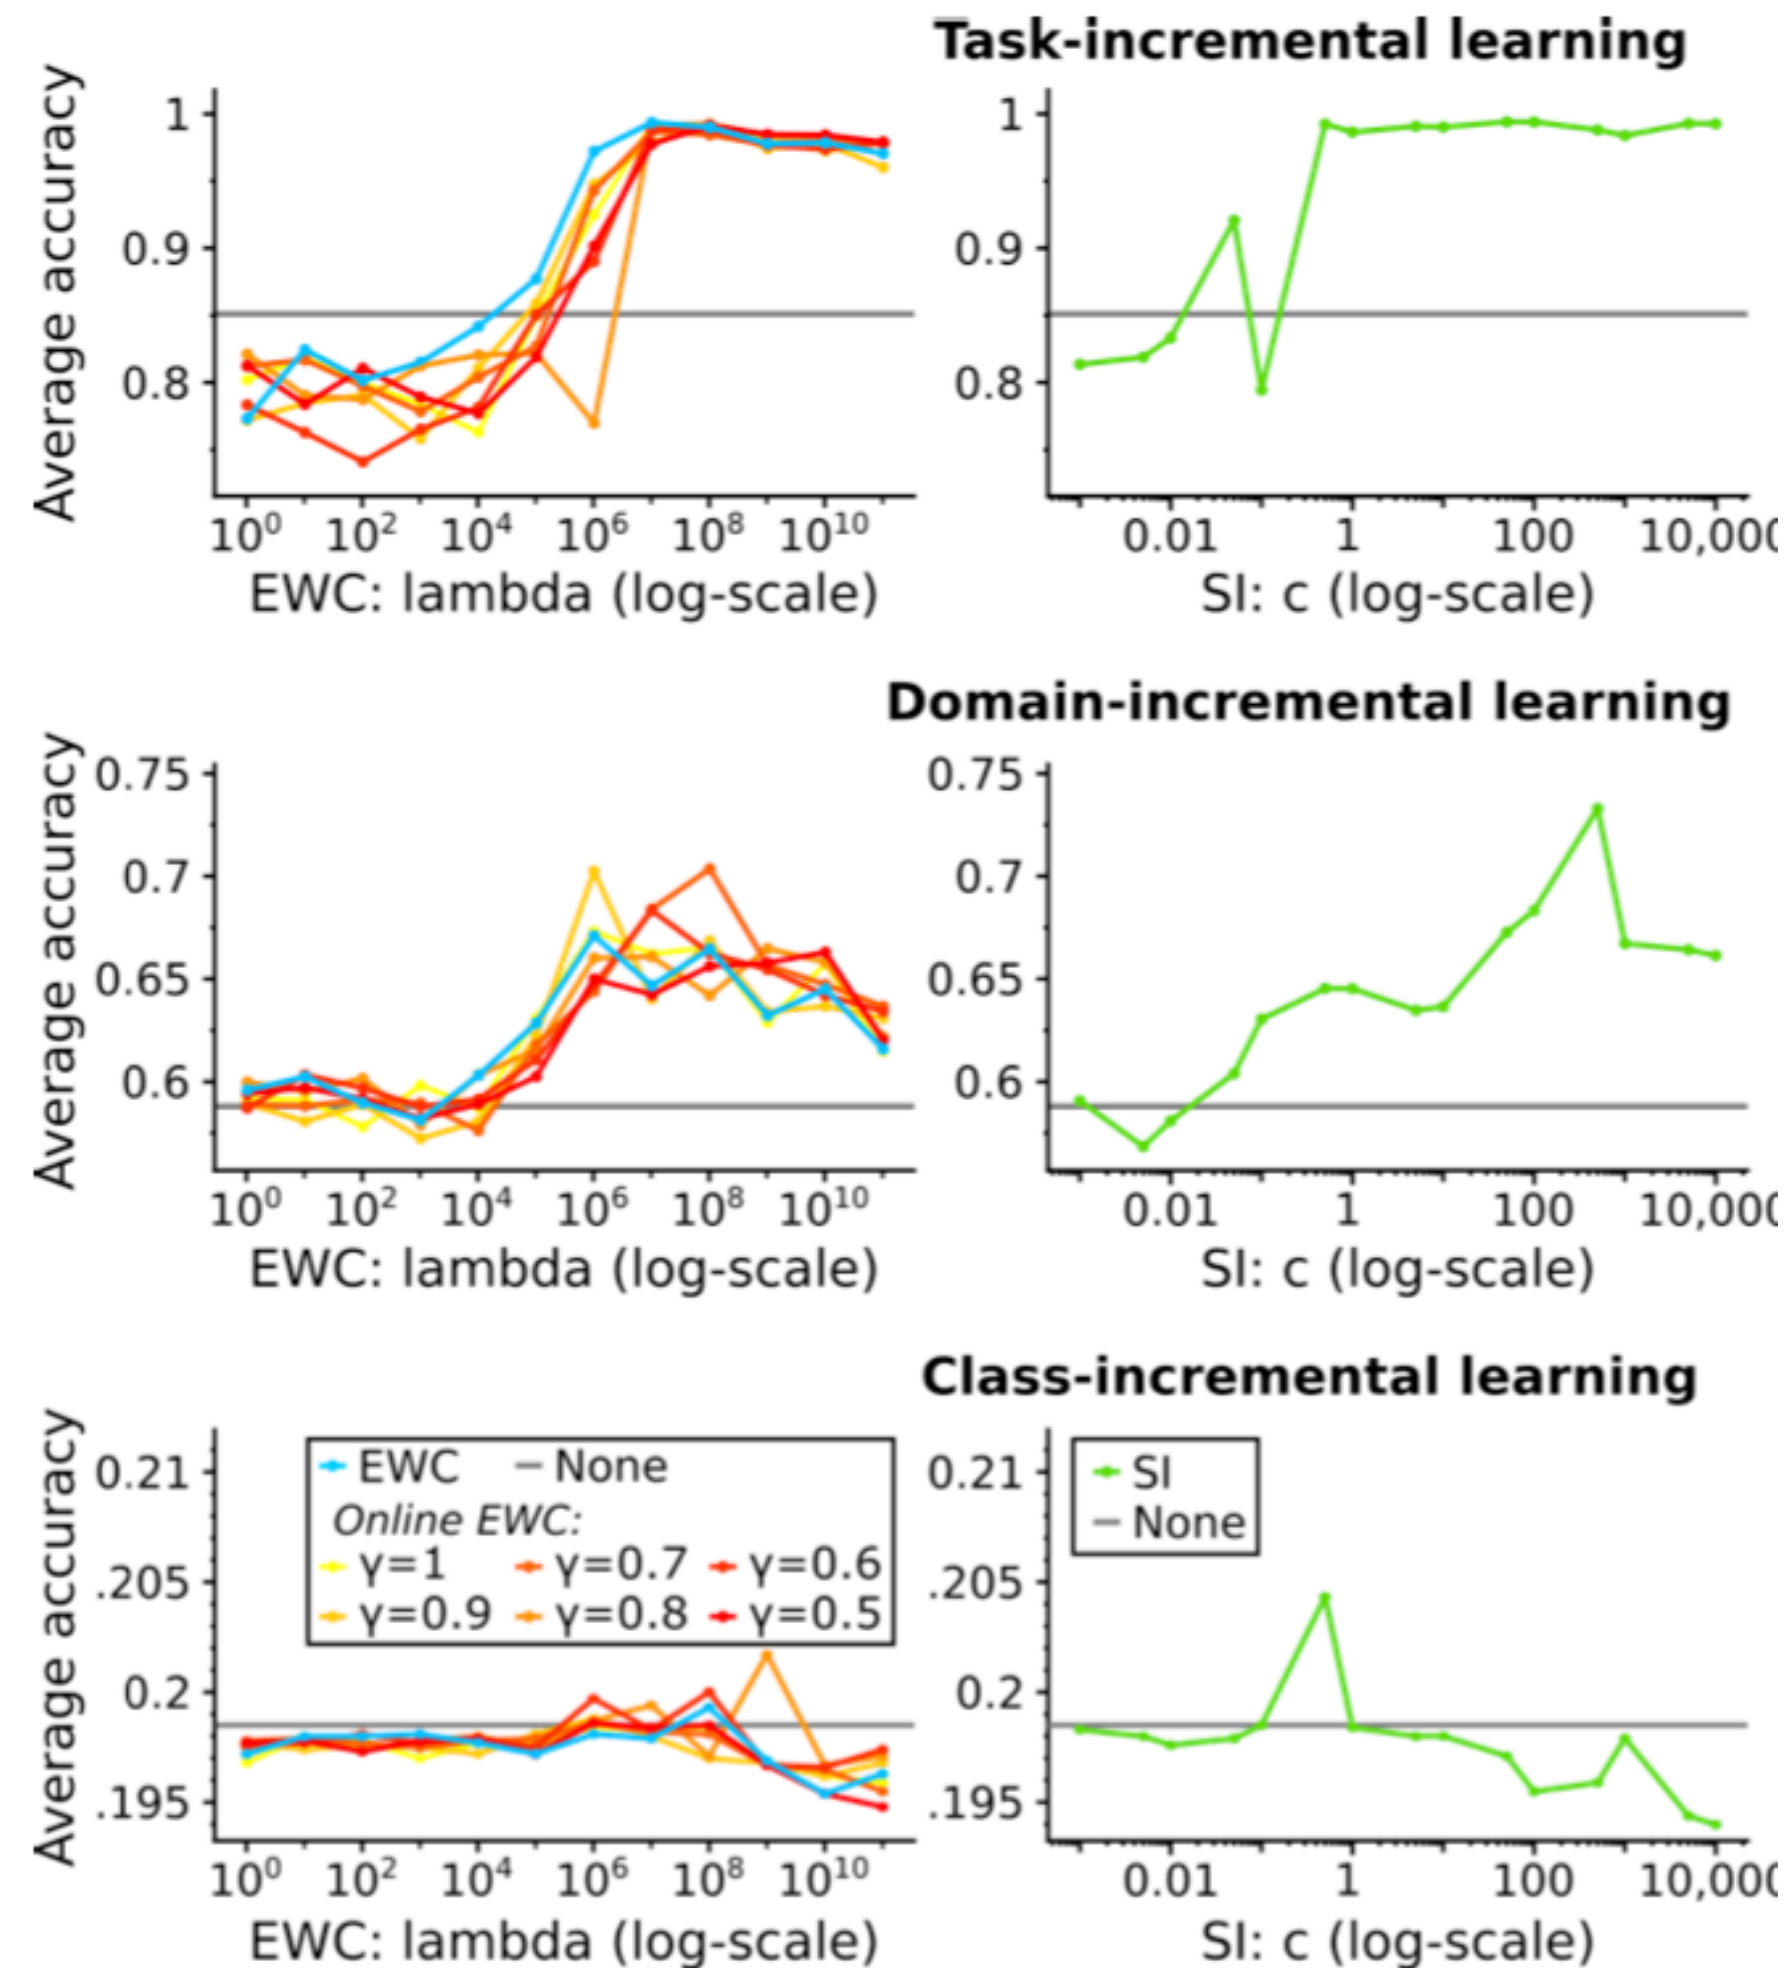 Task-incremental learning
Average accuracy
1
0.9
0.8
10⁰ 10² 10⁴ 10⁶ 10⁸ 10¹⁰
EWC: lambda (log-scale)
1
0.9
0.8
0.01 1 100 10,000
SI: c (log-scale)
Domain-incremental learning
Average accuracy
0.75
0.7
0.65
0.6
10⁰ 10² 10⁴ 10⁶ 10⁸ 10¹⁰
EWC: lambda (log-scale)
0.75
0.7
0.65
0.6
0.01 1 100 10,000
SI: c (log-scale)
Class-incremental learning
Average accuracy
0.21
.205
0.2
.195
EWC None
Online EWC:
γ=1 γ=0.7 γ=0.6
γ=0.9 γ=0.8 γ=0.5
10⁰ 10² 10⁴ 10⁶ 10⁸ 10¹⁰
EWC: lambda (log-scale)
0.21
.205
0.2
.195
SI
None
0.01 1 100 10,000
SI: c (log-scale)